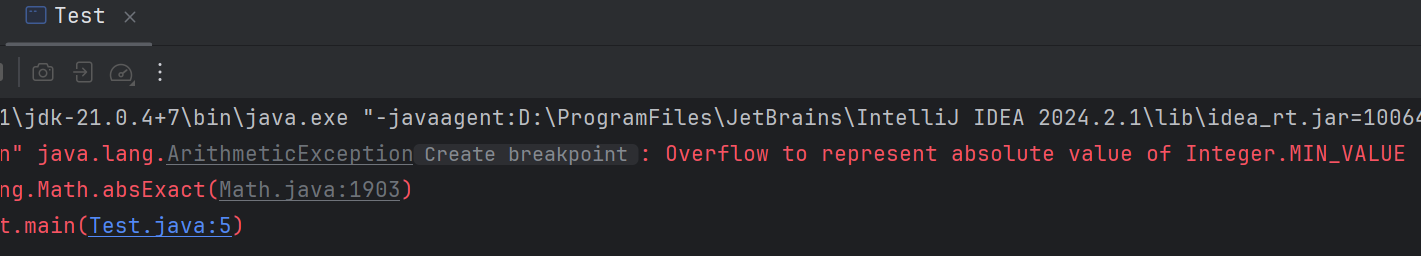 Test
1\jdk-21.0.4+7\bin\java.exe "-javaagent:D:\ProgramFiles\JetBrains\IntelliJ IDEA 2024.2.1\lib\idea_rt.jar=10064
n" java.lang.ArithmeticException Create breakpoint : Overflow to represent absolute value of Integer.MIN_VALUE
ng.Math.absExact(Math.java:1903)
t.main(Test.java:5)